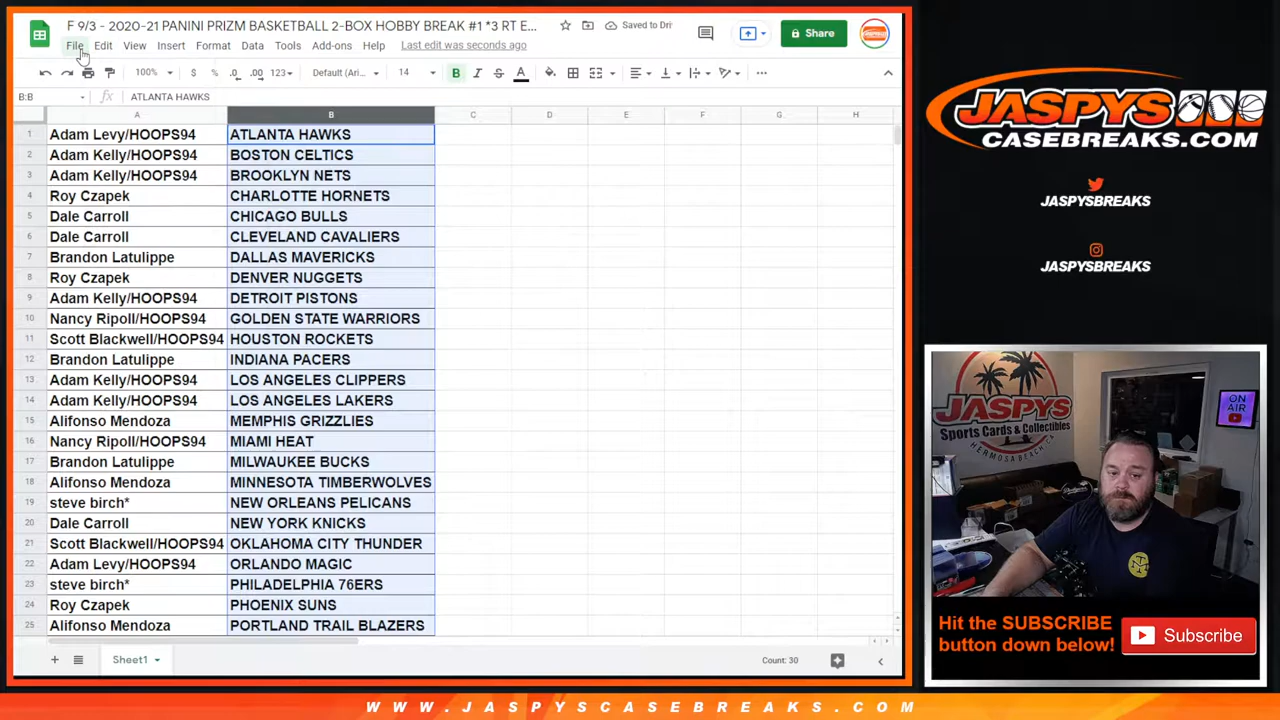 F 9/3 - 2020-21 PANINI PRIZM BASKETBALL 2-BOX HOBBY BREAK #1 *3 RT E...
Saved to Dri
Share
File Edit View Insert Format Data Tools Add-ons Help Last edit was seconds ago
100% $ % .0 .00 123 Default (Ari... 14 B I S A
B:B fx ATLANTA HAWKS
A B C D E F G H
1 Adam Levy/HOOPS94 ATLANTA HAWKS
2 Adam Kelly/HOOPS94 BOSTON CELTICS
3 Adam Kelly/HOOPS94 BROOKLYN NETS
4 Roy Czapek CHARLOTTE HORNETS
5 Dale Carroll CHICAGO BULLS
6 Dale Carroll CLEVELAND CAVALIERS
7 Brandon Latulippe DALLAS MAVERICKS
8 Roy Czapek DENVER NUGGETS
9 Adam Kelly/HOOPS94 DETROIT PISTONS
10 Nancy Ripoll/HOOPS94 GOLDEN STATE WARRIORS
11 Scott Blackwell/HOOPS94 HOUSTON ROCKETS
12 Brandon Latulippe INDIANA PACERS
13 Adam Kelly/HOOPS94 LOS ANGELES CLIPPERS
14 Adam Kelly/HOOPS94 LOS ANGELES LAKERS
15 Alifonso Mendoza MEMPHIS GRIZZLIES
16 Nancy Ripoll/HOOPS94 MIAMI HEAT
17 Brandon Latulippe MILWAUKEE BUCKS
18 Alifonso Mendoza MINNESOTA TIMBERWOLVES
19 steve birch* NEW ORLEANS PELICANS
20 Dale Carroll NEW YORK KNICKS
21 Scott Blackwell/HOOPS94 OKLAHOMA CITY THUNDER
22 Adam Levy/HOOPS94 ORLANDO MAGIC
23 steve birch* PHILADELPHIA 76ERS
24 Roy Czapek PHOENIX SUNS
25 Alifonso Mendoza PORTLAND TRAIL BLAZERS
Sheet1
Count: 30
JASPYS
CASEBREAKS.COM
JASPYSBREAKS
JASPYSBREAKS
JASPYS
Sports Cards & Collectibles
HERMOSA BEACH, CA
ON
AIR
Hit the SUBSCRIBE
button down below!
Subscribe
WWW.JASPYSCASEBREAKS.COM